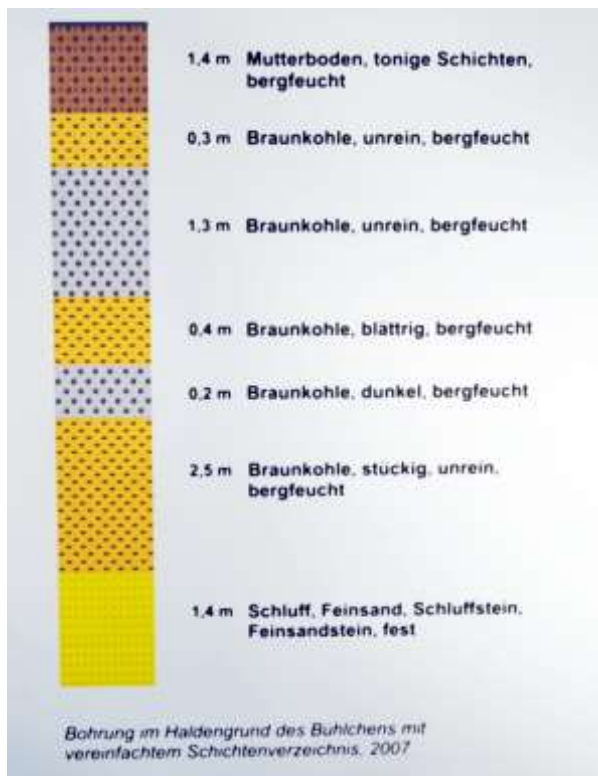 1,4 m Mutterboden, tonige Schichten,
bergfeucht
0,3 m Braunkohle, unrein, bergfeucht
1,3 m Braunkohle, unrein, bergfeucht
0,4 m Braunkohle, blattrig, bergfeucht
0,2 m Braunkohle, dunkel, bergfeucht
2,5 m Braunkohle, stückig, unrein,
bergfeucht
1,4 m Schluff, Feinsand, Schluffstein,
Feinsandstein, fest
Bohrung im Haldengrund des Buhlchens mit
vereinfachtem Schichtenverzeichnis, 2007